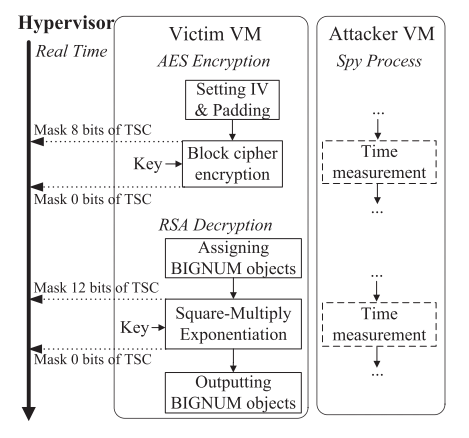 Hypervisor
Real Time
Victim VM
AES Encryption
Setting IV
& Padding
Mask 8 bits of TSC
Key
Block cipher
encryption
Mask 0 bits of TSC
RSA Decryption
Assigning
BIGNUM objects
Mask 12 bits of TSC
Key
Square-Multiply
Exponentiation
Mask 0 bits of TSC
Outputting
BIGNUM objects
Attacker VM
Spy Process
...
Time
measurement
...
...
Time
measurement
...